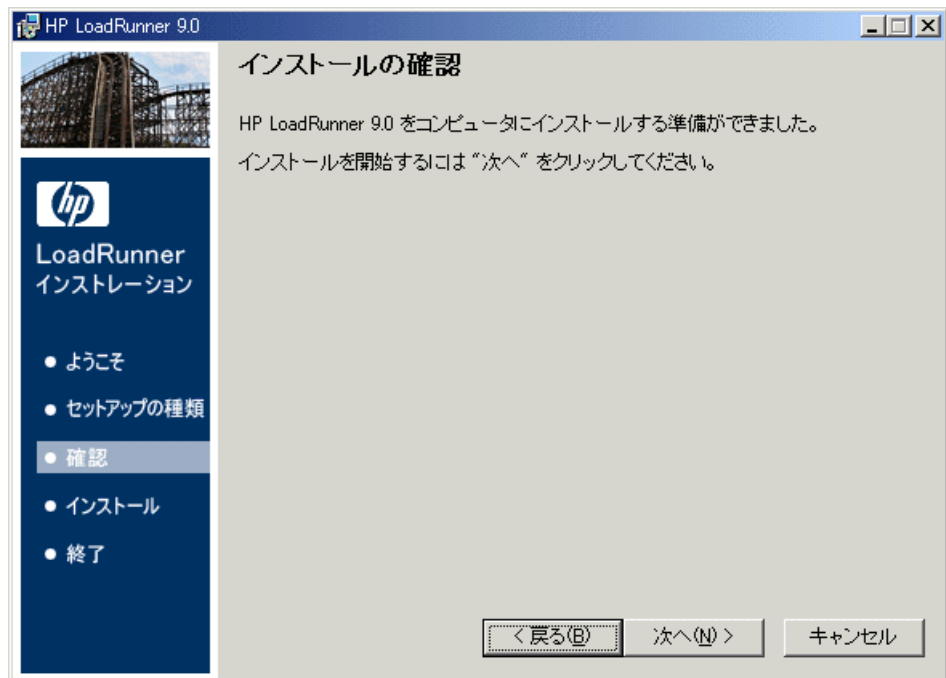 HP LoadRunner 9.0
インストールの確認
HP LoadRunner 9.0 をコンピュータにインストールする準備ができました。
インストールを開始するには "次へ" をクリックしてください。
hp
LoadRunner
インストレーション
ようこそ
セットアップの種類
確認
インストール
終了
< 戻る(B)
次へ(N) >
キャンセル